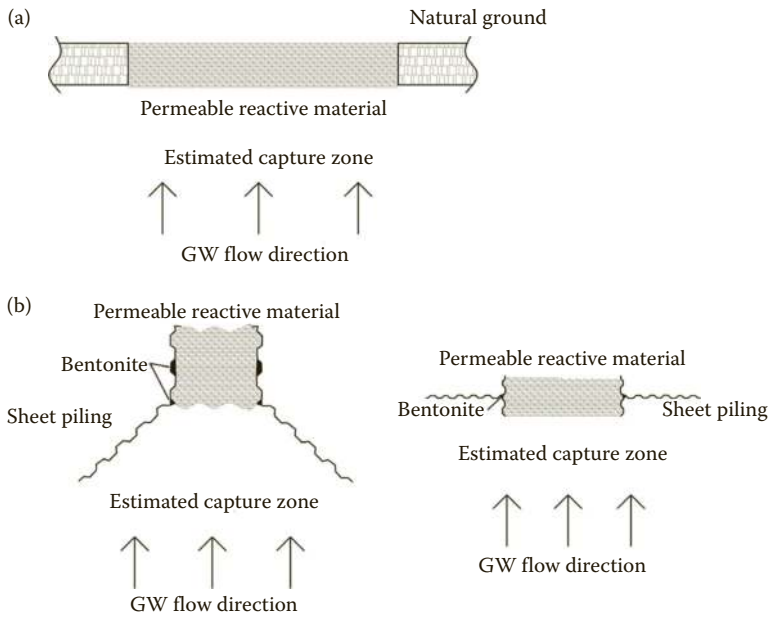 (a)
Natural ground
Permeable reactive material
Estimated capture zone
GW flow direction
(b)
Permeable reactive material
Bentonite
Sheet piling
Estimated capture zone
GW flow direction
Permeable reactive material
Bentonite
Sheet piling
Estimated capture zone
GW flow direction